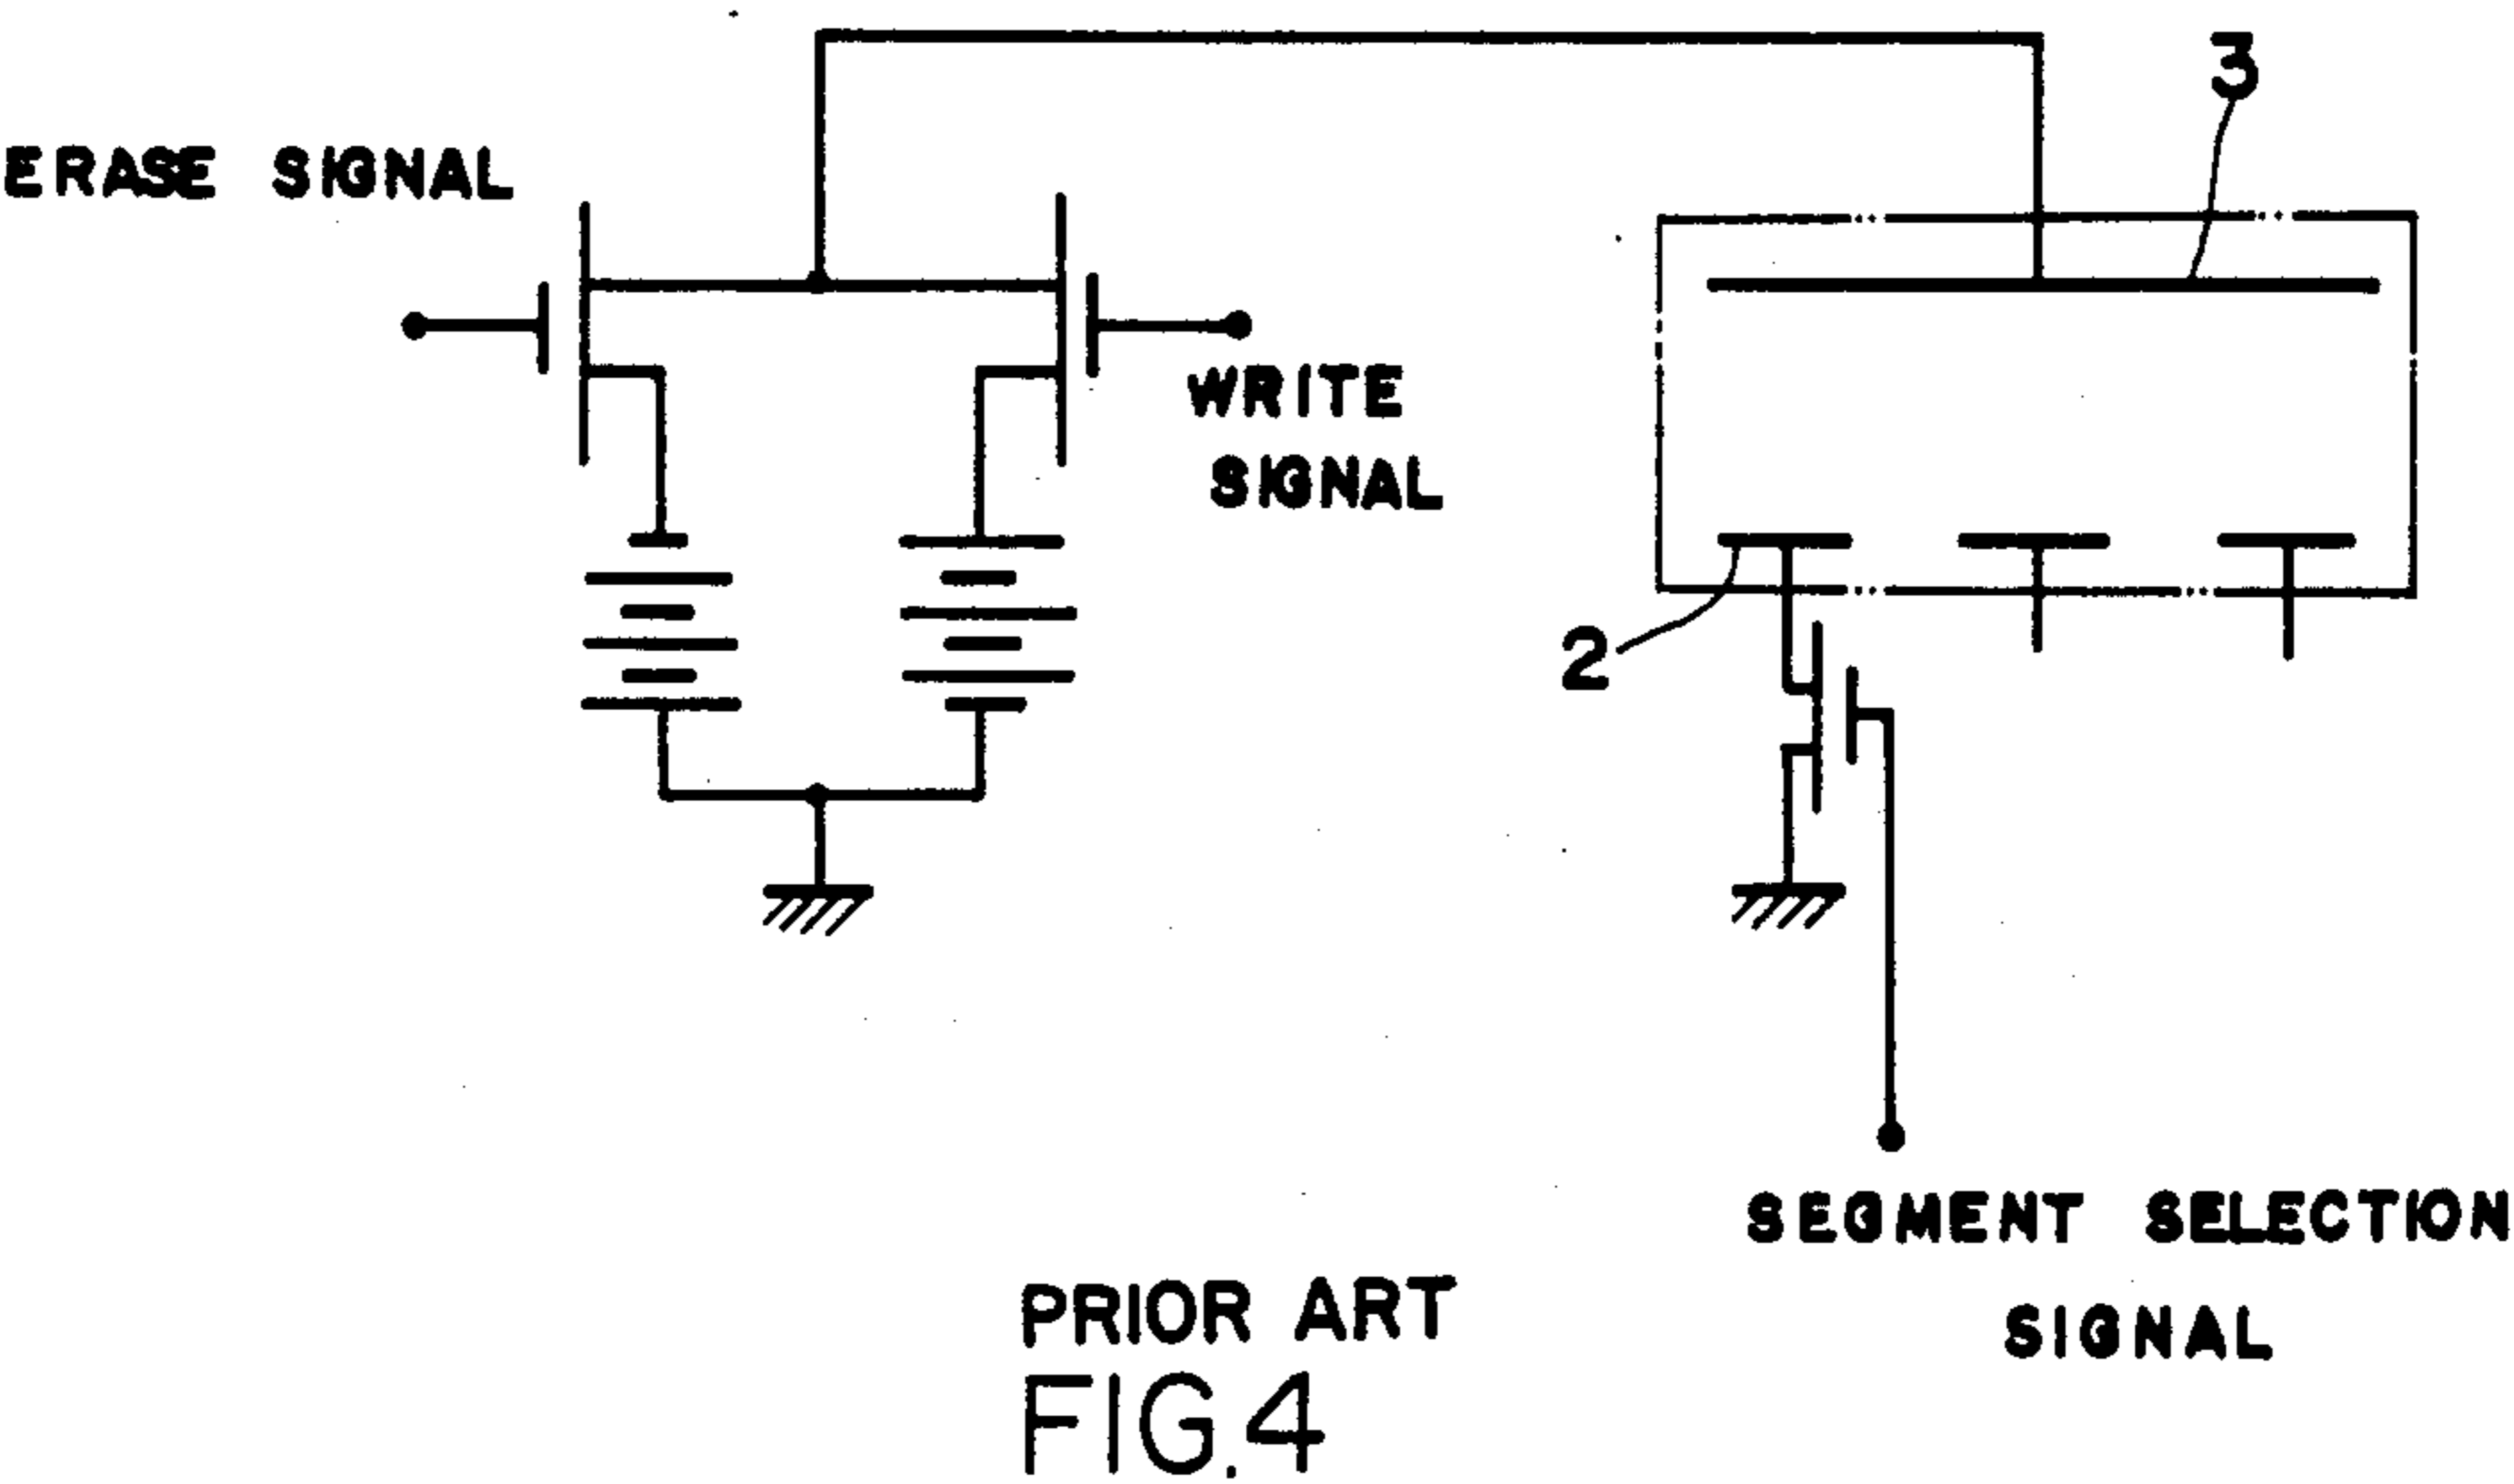 3
ERASE SIGNAL
WRITE
SIGNAL
2
SEGMENT SELECTION
SIGNAL
PRIOR ART
FIG.4